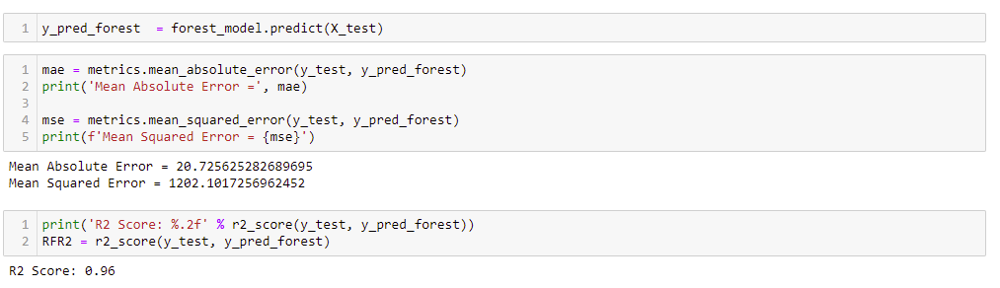 1 y_pred_forest  = forest_model.predict(X_test)
1 mae = metrics.mean_absolute_error(y_test, y_pred_forest)
2 print('Mean Absolute Error =', mae)
3
4 mse = metrics.mean_squared_error(y_test, y_pred_forest)
5 print(f'Mean Squared Error = {mse}')
Mean Absolute Error = 20.725625282689695
Mean Squared Error = 1202.1017256962452
1 print('R2 Score: %.2f' % r2_score(y_test, y_pred_forest))
2 RFR2 = r2_score(y_test, y_pred_forest)
R2 Score: 0.96